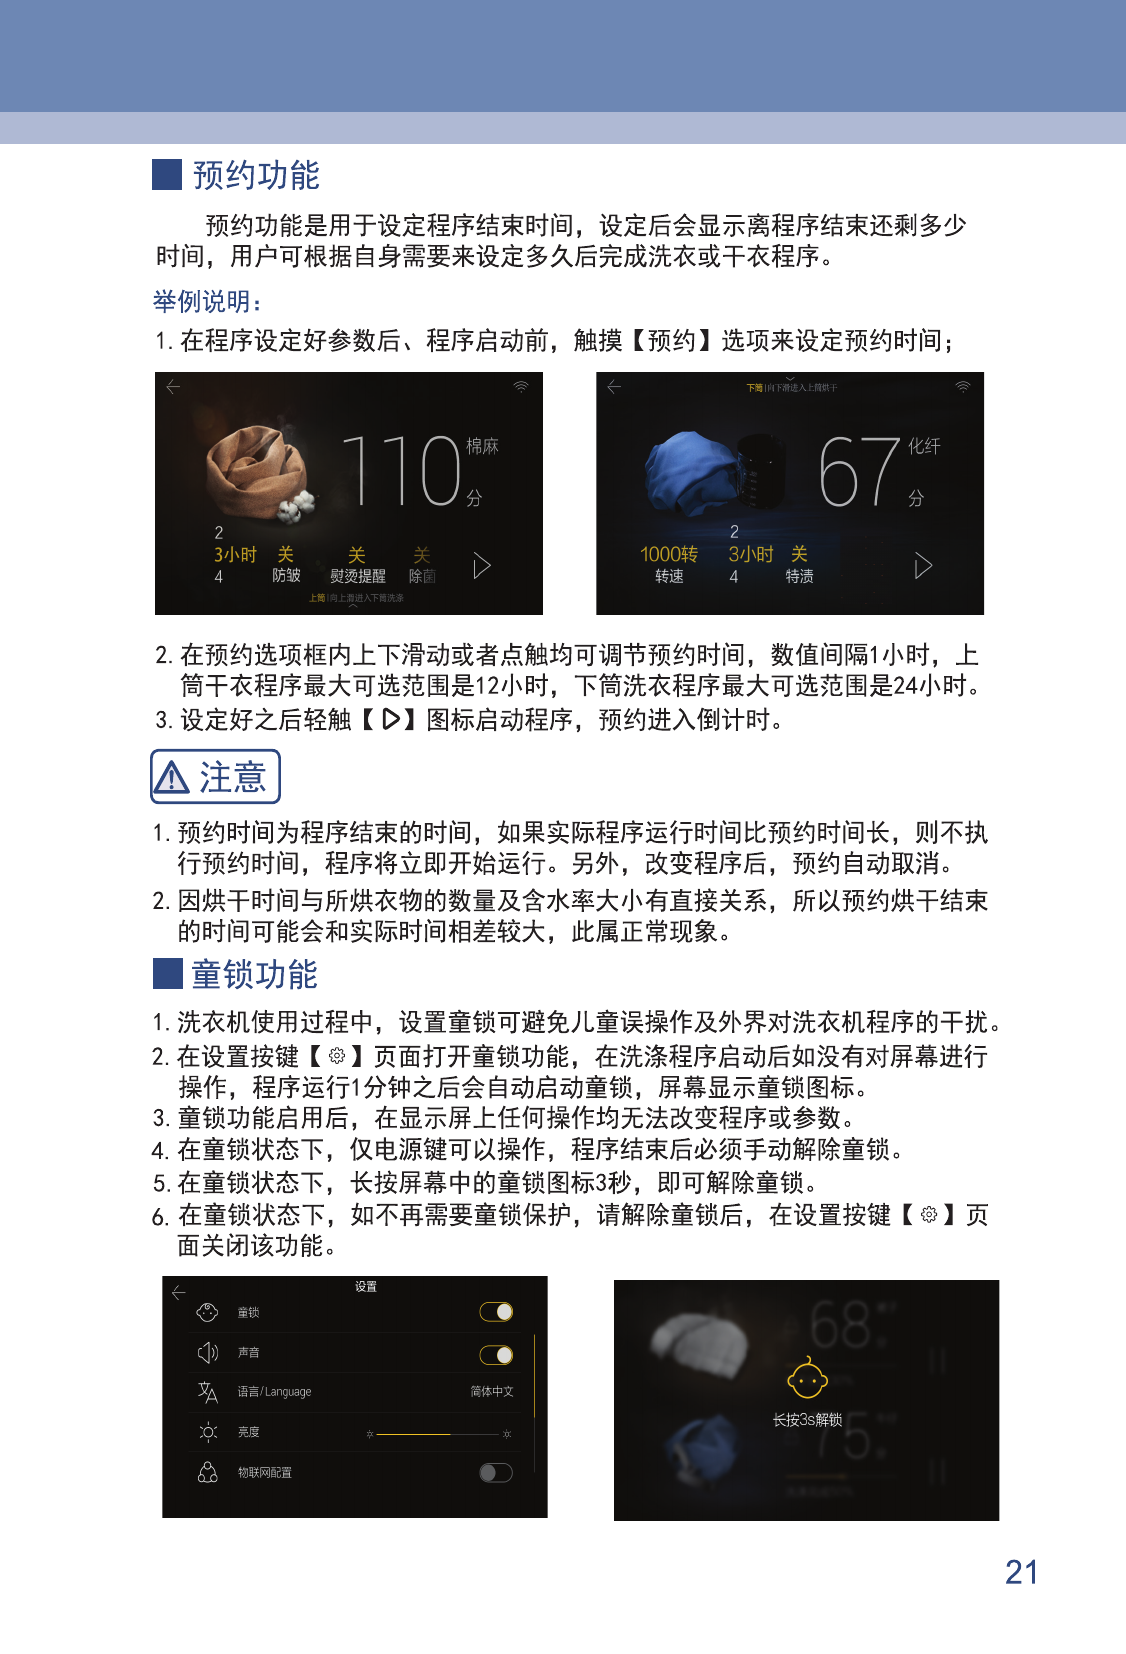 预约功能
预约功能是用于设定程序结束时间，设定后会显示离程序结束还剩多少
时间，用户可根据自身需要来设定多久后完成洗衣或干衣程序。
举例说明：
1. 在程序设定好参数后、程序启动前，触摸【预约】选项来设定预约时间；
下筒 | 向下滑进入上筒烘干
110 棉麻
分
67 化纤
分
2
3小时 关 关 关
4 防皱 熨烫提醒 除菌
上筒 | 向上滑进入下筒洗涤
2
1000转 3小时 关
转速 4 特渍
2. 在预约选项框内上下滑动或者点触均可调节预约时间，数值间隔1小时，上
筒干衣程序最大可选范围是12小时，下筒洗衣程序最大可选范围是24小时。
3. 设定好之后轻触【 】图标启动程序，预约进入倒计时。
注意
1. 预约时间为程序结束的时间，如果实际程序运行时间比预约时间长，则不执
行预约时间，程序将立即开始运行。另外，改变程序后，预约自动取消。
2. 因烘干时间与所烘衣物的数量及含水率大小有直接关系，所以预约烘干结束
的时间可能会和实际时间相差较大，此属正常现象。
童锁功能
1. 洗衣机使用过程中，设置童锁可避免儿童误操作及外界对洗衣机程序的干扰。
2. 在设置按键【 】页面打开童锁功能，在洗涤程序启动后如没有对屏幕进行
操作，程序运行1分钟之后会自动启动童锁，屏幕显示童锁图标。
3. 童锁功能启用后，在显示屏上任何操作均无法改变程序或参数。
4. 在童锁状态下，仅电源键可以操作，程序结束后必须手动解除童锁。
5. 在童锁状态下，长按屏幕中的童锁图标3秒，即可解除童锁。
6. 在童锁状态下，如不再需要童锁保护，请解除童锁后，在设置按键【 】页
面关闭该功能。
设置
童锁
声音
语言/Language 简体中文
亮度
物联网配置
68
75
长按3s解锁
21